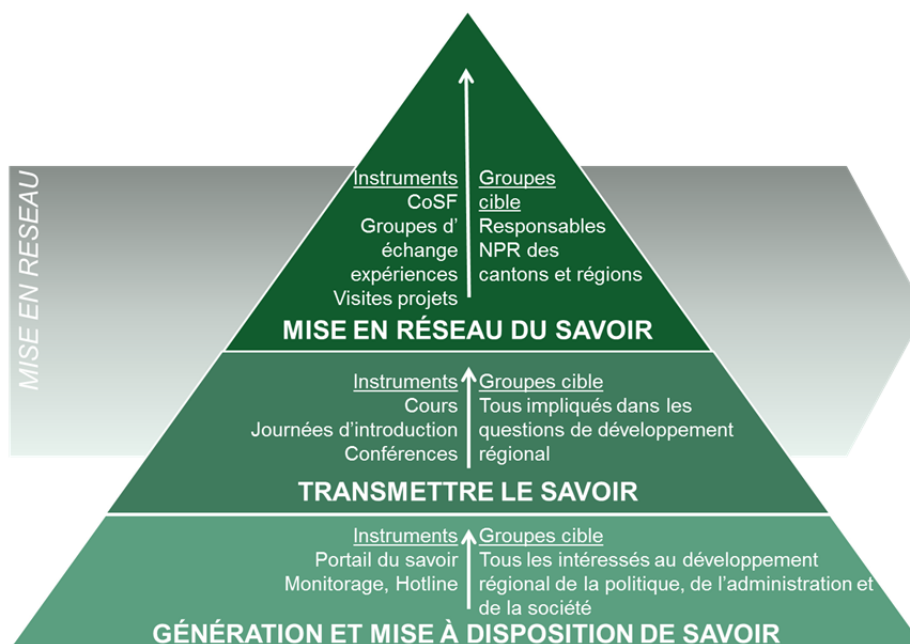 MISE EN RESEAU
Instruments
CoSF
Groupes d'
échange
expériences
Visites projets
Groupes
cible
Responsables
NPR des
cantons et régions
MISE EN RÉSEAU DU SAVOIR
Instruments
Cours
Journées d'introduction
Conférences
Groupes cible
Tous impliqués dans les
questions de développement
régional
TRANSMETTRE LE SAVOIR
Instruments
Portail du savoir
Monitorage, Hotline
Groupes cible
Tous les intéressés au développement
régional de la politique, de l'administration et
de la société
GÉNÉRATION ET MISE À DISPOSITION DE SAVOIR